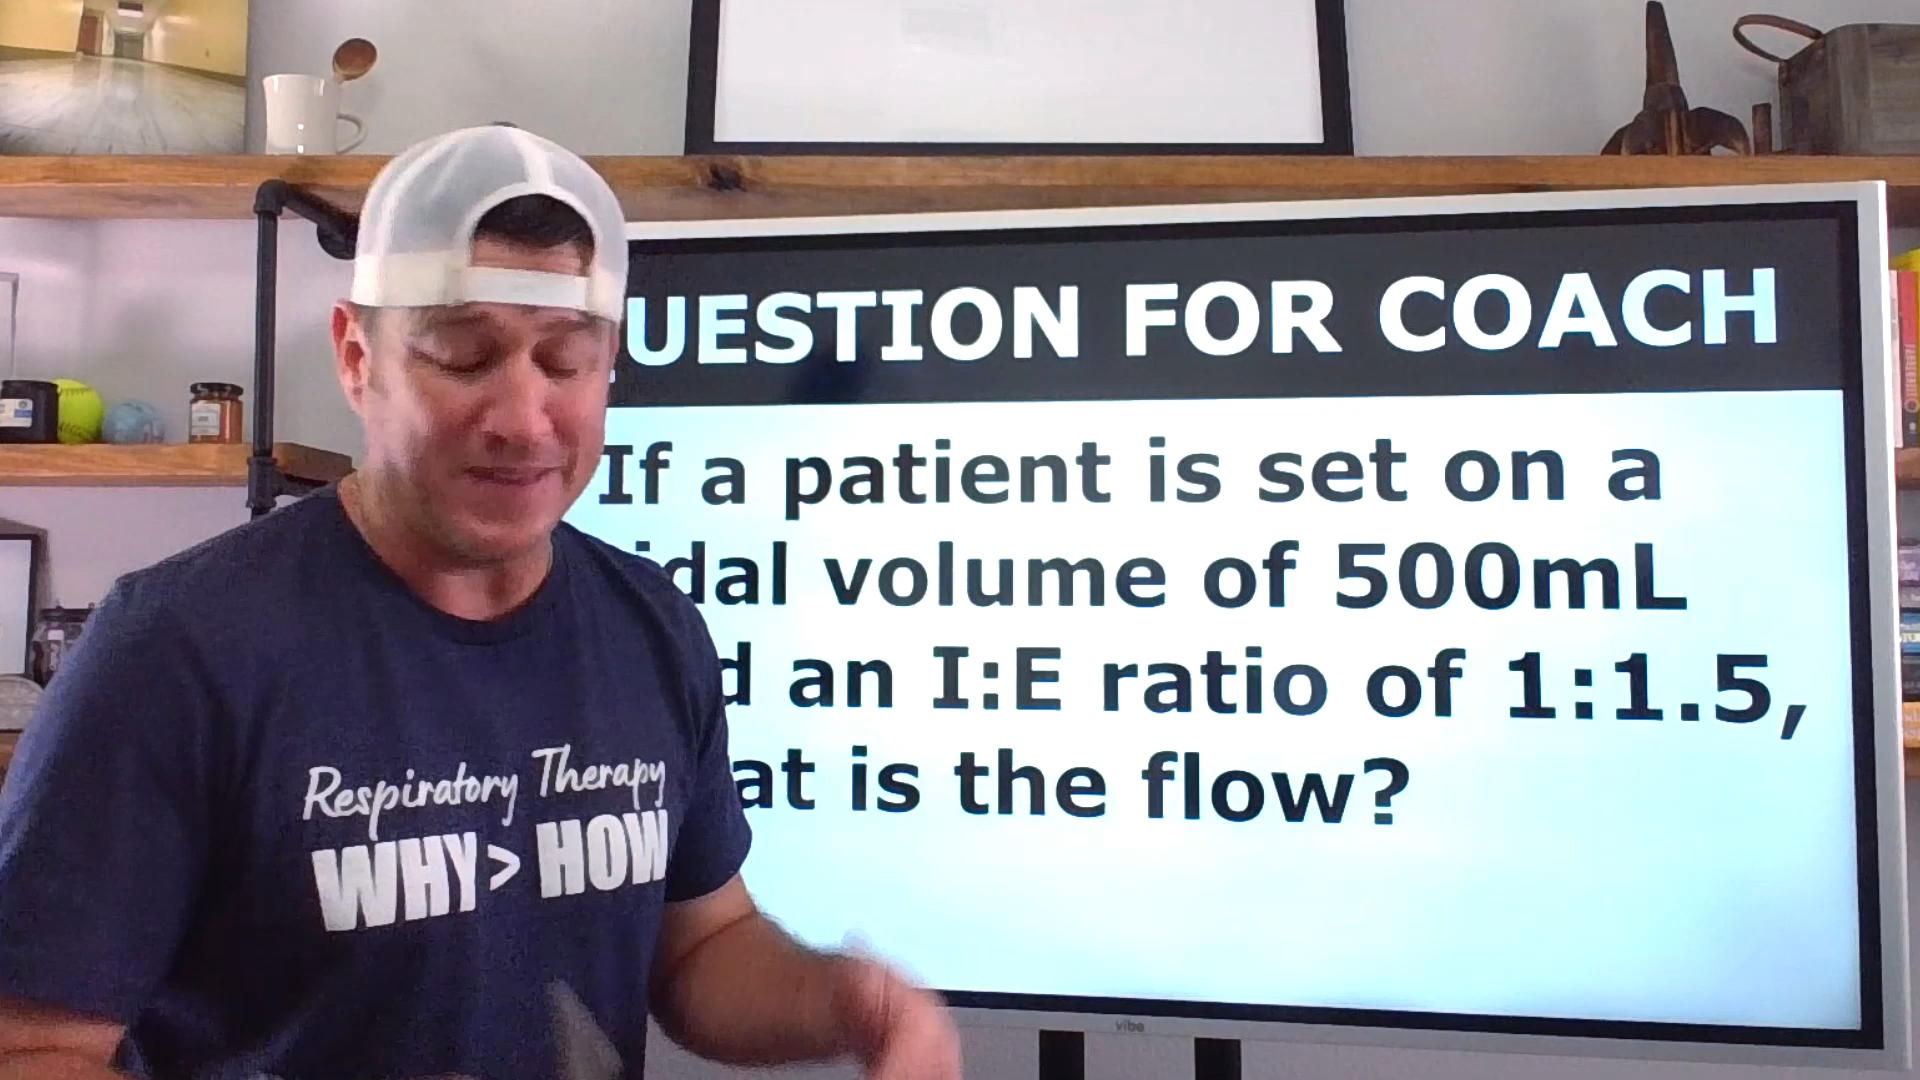 UESTION FOR COACH
If a patient is set on a
idal volume of 500mL
d an I:E ratio of 1:1.5,
at is the flow?
Respiratory Therapy
WHY > HOW
vibe